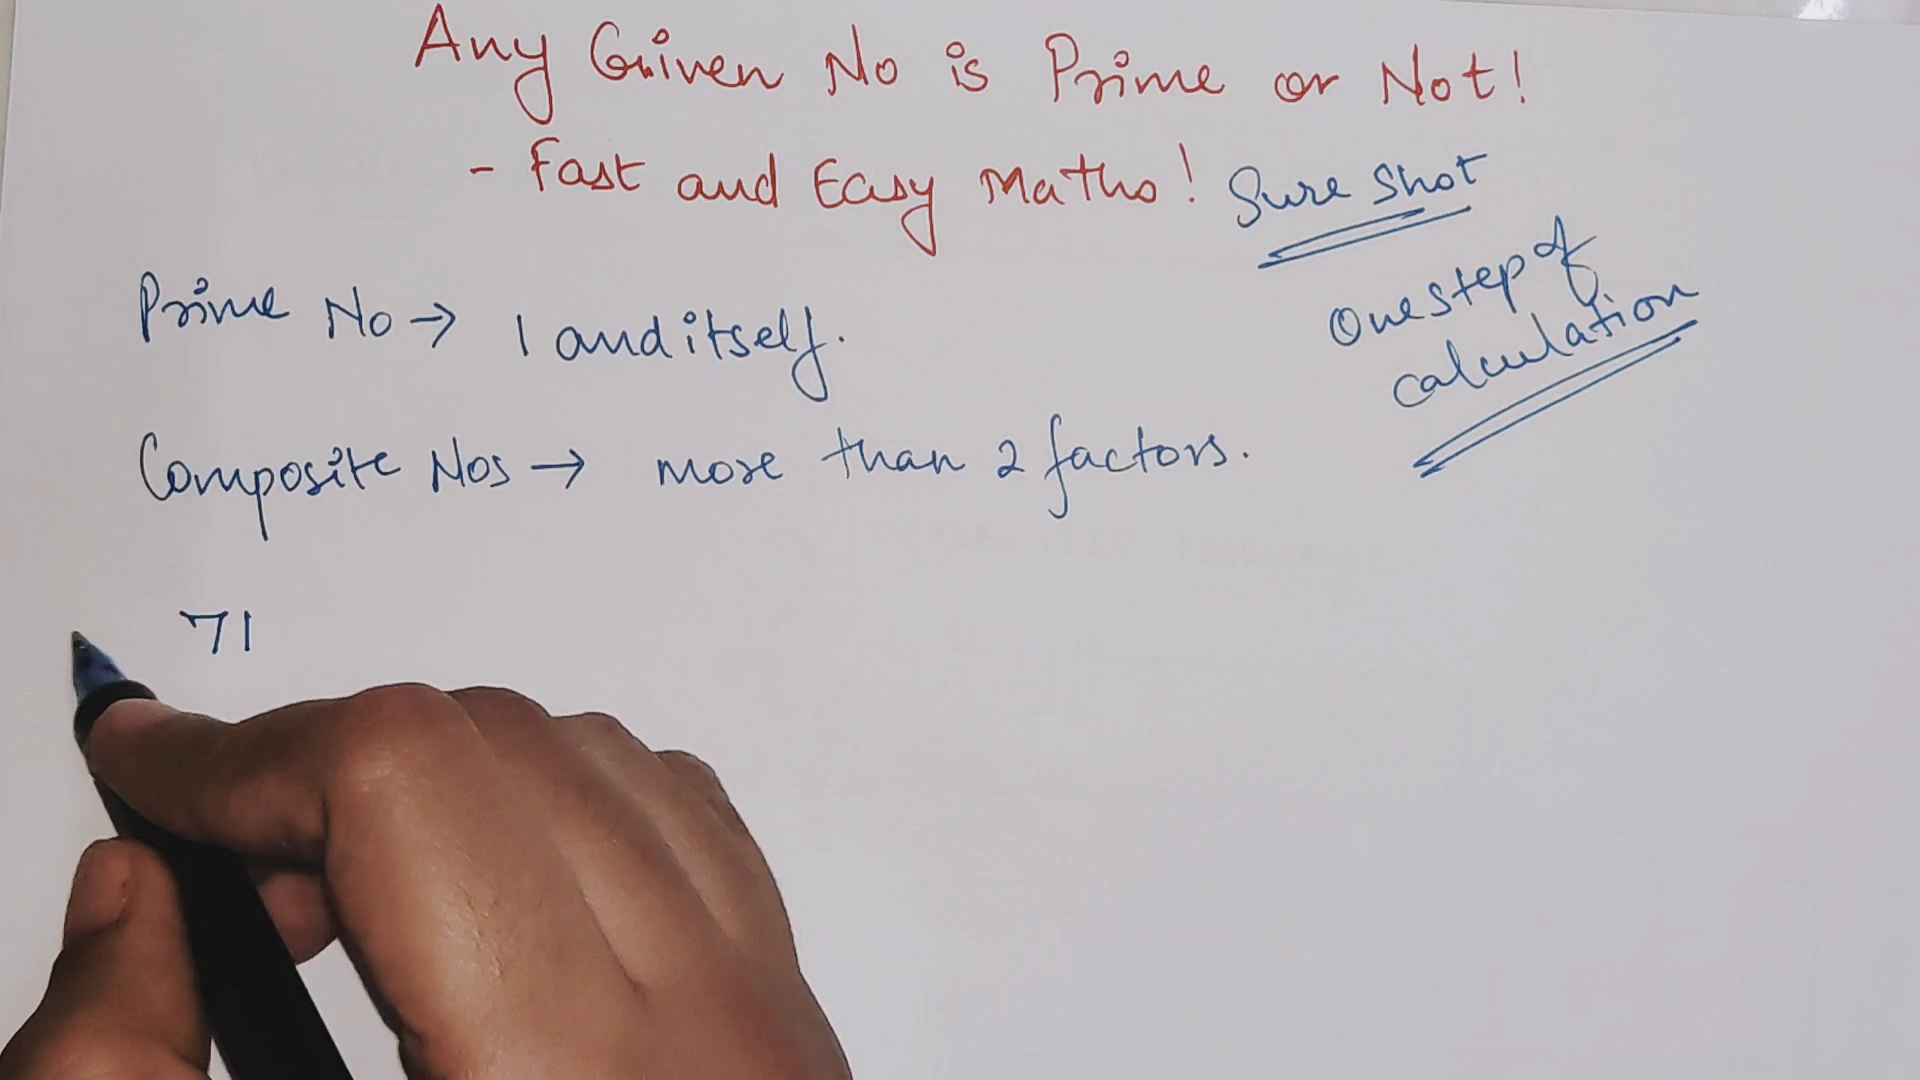 Any Given No is Prime or Not!
- Fast and Easy Maths! Sure Shot
One step of
calculation
Prime No → 1 and itself.
Composite Nos → more than 2 factors.
71